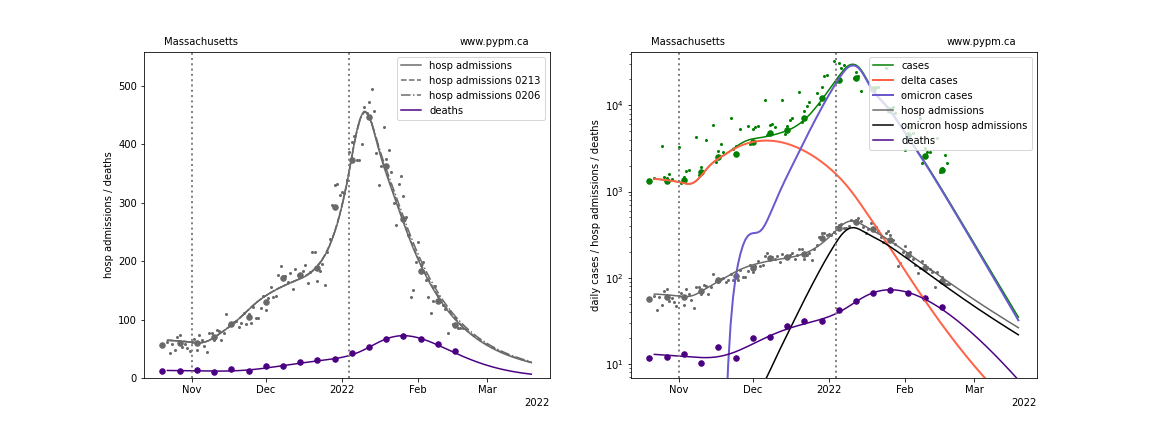 Massachusetts www.pypm.ca
hosp admissions
hosp admissions 0213
hosp admissions 0206
deaths
hosp admissions / deaths
500
400
300
200
100
0
Nov Dec 2022 Feb Mar
2022
Massachusetts www.pypm.ca
cases
delta cases
omicron cases
hosp admissions
omicron hosp admissions
deaths
daily cases / hosp admissions / deaths
10⁴
10³
10²
10¹
Nov Dec 2022 Feb Mar
2022